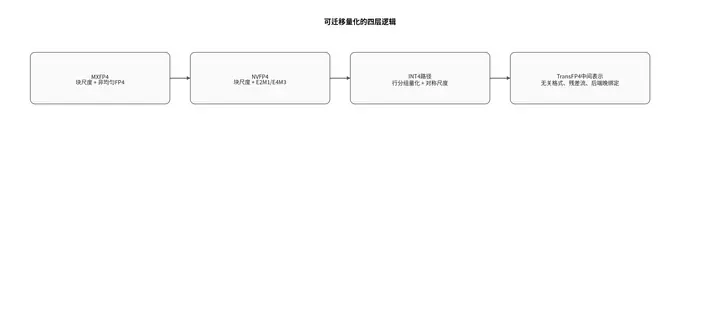 可迁移量化的四层逻辑
MXFP4
块尺度 + 非均匀FP4
NVFP4
块尺度 + E2M1/E4M3
INT4路径
行分组量化 + 对称尺度
TransFP4中间表示
无关格式、残差流、后端晚绑定